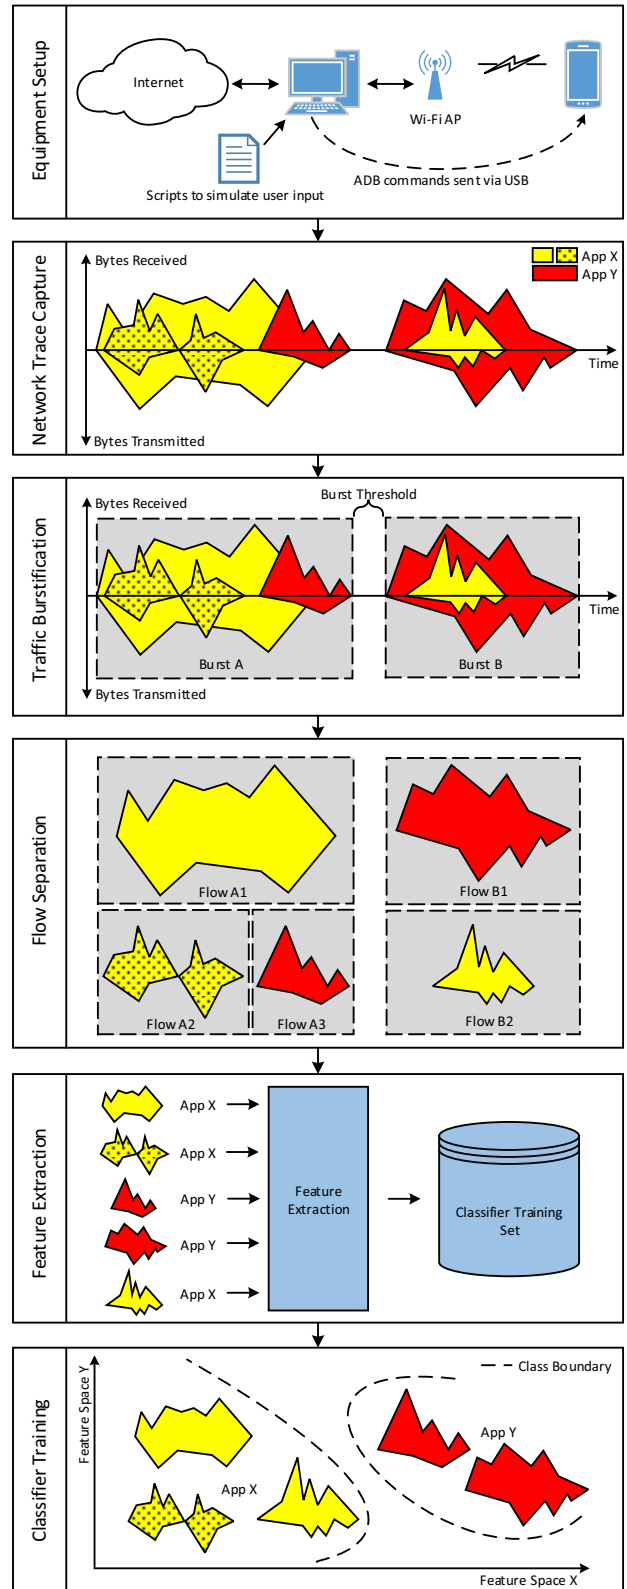 Equipment Setup
Internet
Wi-Fi AP
Scripts to simulate user input
ADB commands sent via USB
Network Trace Capture
Bytes Received
App X
App Y
Time
Bytes Transmitted
Traffic Burstification
Burst Threshold
Bytes Received
Time
Burst A
Burst B
Bytes Transmitted
Flow Separation
Flow A1
Flow B1
Flow A2
Flow A3
Flow B2
Feature Extraction
App X
App X
App Y
App Y
App X
Feature
Extraction
Classifier Training
Set
Classifier Training
Feature Space Y
Class Boundary
App Y
App X
Feature Space X